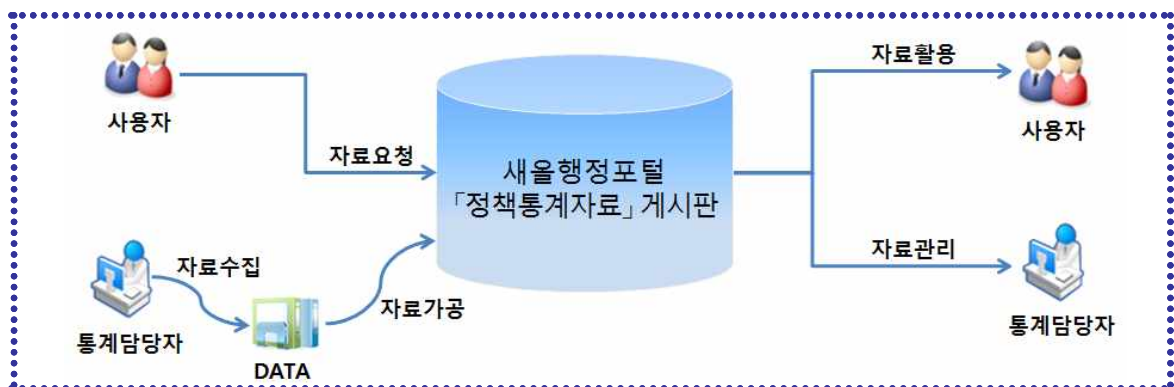 자료활용
사용자
사용자
자료요청
새올행정포털
「정책통계자료」게시판
자료수집
자료관리
자료가공
통계담당자
통계담당자
DATA